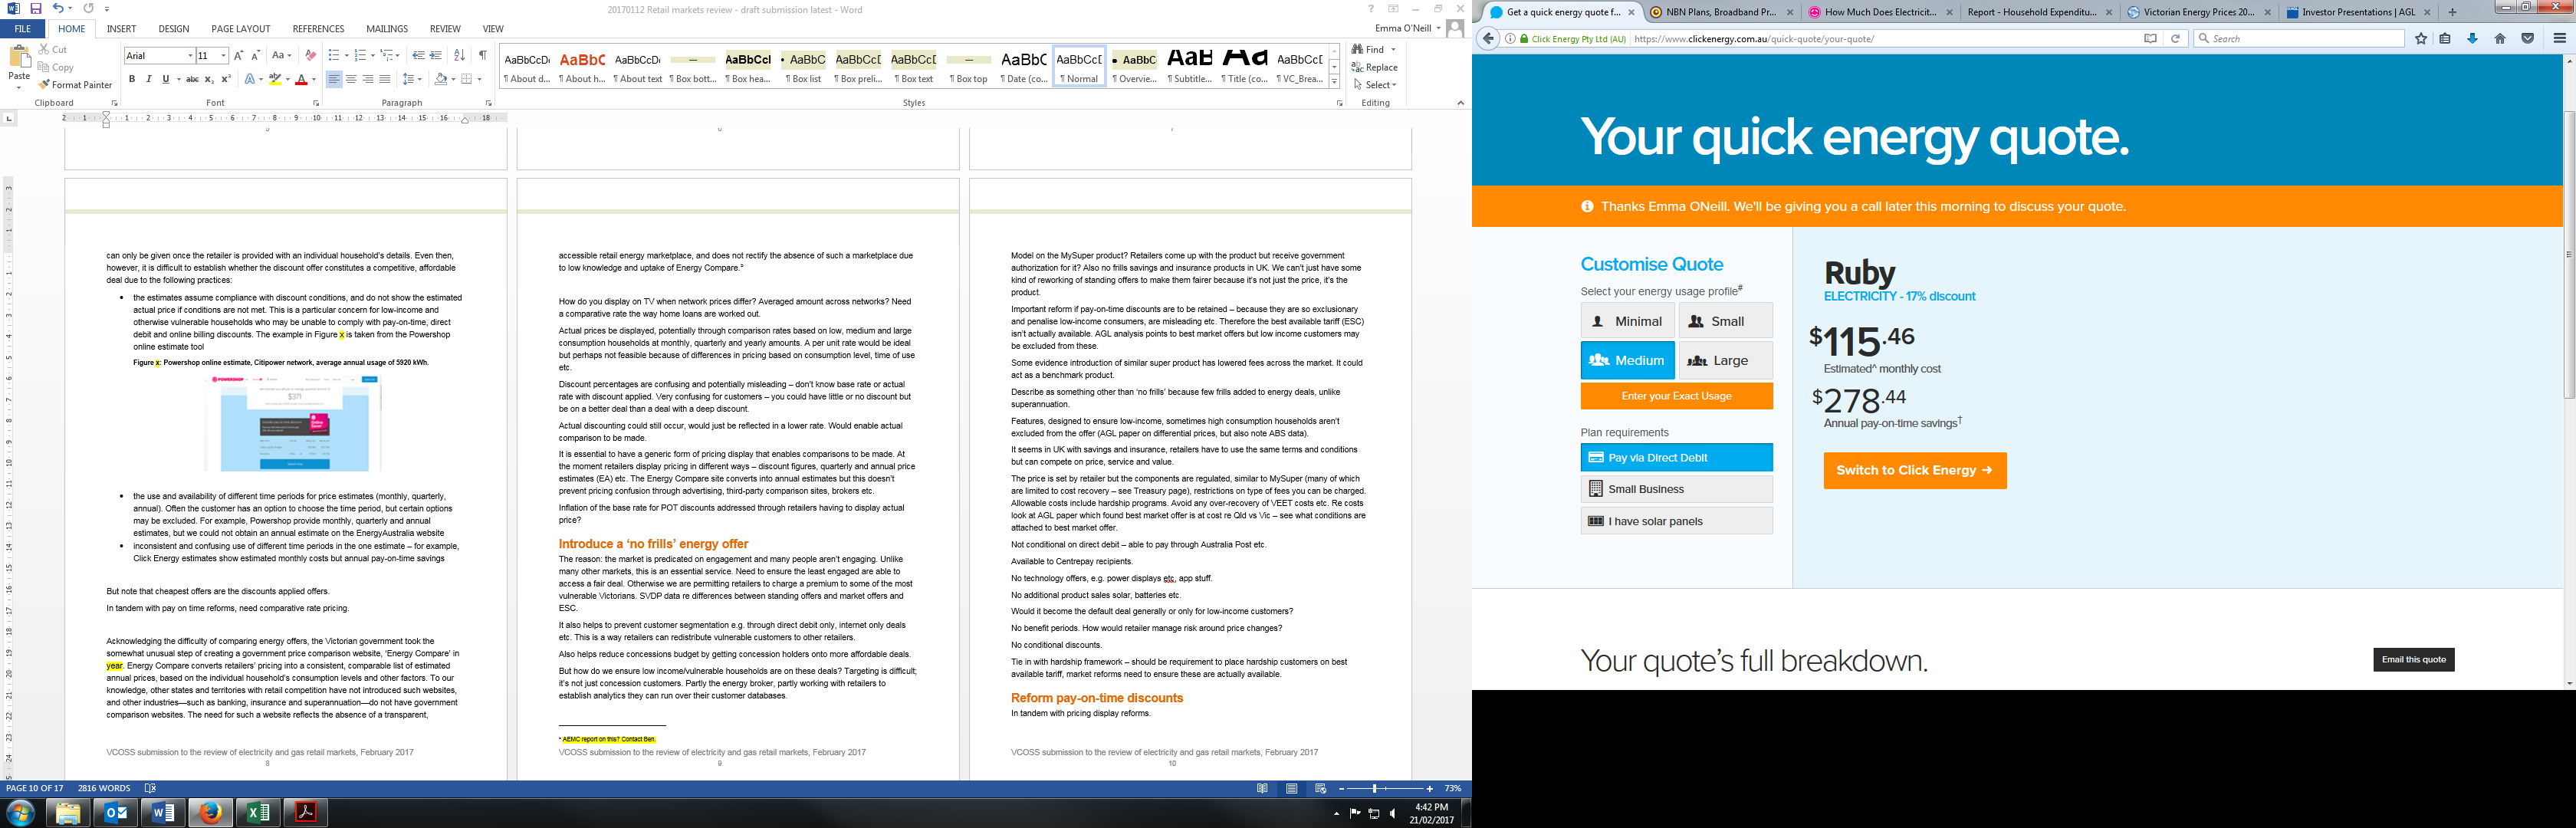 20170112 Retail markets review - draft submission latest - Word
Emma O'Neill
FILE HOME INSERT DESIGN PAGE LAYOUT REFERENCES MAILINGS REVIEW VIEW
Paste
Cut
Copy
Format Painter
Clipboard
Arial 11
Font
Paragraph
AaBbCcDc AaBbC AaBbCcDc AaBbCcI AaBbC AaBbCcD AaBbCcD AaBbC AaBbCcD AaBbC AaB Aa AaBbCcD
¶ About d... ¶ About h... ¶ About text ¶ Box bott... ¶ Box hea... ¶ Box list ¶ Box preli... ¶ Box text ¶ Box top ¶ Date (co... ¶ Normal ¶ Overvie... ¶ Subtitle... ¶ Title (co... ¶ VC_Brea...
Styles
Find
Replace
Select
Editing
can only be given once the retailer is provided with an individual household's details. Even then,
however, it is difficult to establish whether the discount offer constitutes a competitive, affordable
deal due to the following practices:
• the estimates assume compliance with discount conditions, and do not show the estimated
actual price if conditions are not met. This is a particular concern for low-income and
otherwise vulnerable households who may be unable to comply with pay-on-time, direct
debit and online billing discounts. The example in Figure x is taken from the Powershop
online estimate tool
Figure x: Powershop online estimate, Citipower network, average annual usage of 5920 kWh.
POWERSHOP
$371
• the use and availability of different time periods for price estimates (monthly, quarterly,
annual). Often the customer has an option to choose the time period, but certain options
may be excluded. For example, Powershop provide monthly, quarterly and annual
estimates, but we could not obtain an annual estimate on the EnergyAustralia website
• inconsistent and confusing use of different time periods in the one estimate – for example,
Click Energy estimates show estimated monthly costs but annual pay-on-time savings
But note that cheapest offers are the discounts applied offers.
In tandem with pay on time reforms, need comparative rate pricing.
Acknowledging the difficulty of comparing energy offers, the Victorian government took the
somewhat unusual step of creating a government price comparison website, 'Energy Compare' in
year. Energy Compare converts retailers' pricing into a consistent, comparable list of estimated
annual prices, based on the individual household's consumption levels and other factors. To our
knowledge, other states and territories with retail competition have not introduced such websites,
and other industries—such as banking, insurance and superannuation—do not have government
comparison websites. The need for such a website reflects the absence of a transparent,
VCOSS submission to the review of electricity and gas retail markets, February 2017
8
accessible retail energy marketplace, and does not rectify the absence of such a marketplace due
to low knowledge and uptake of Energy Compare.
How do you display on TV when network prices differ? Averaged amount across networks? Need
a comparative rate the way home loans are worked out.
Actual prices be displayed, potentially through comparison rates based on low, medium and large
consumption households at monthly, quarterly and yearly amounts. A per unit rate would be ideal
but perhaps not feasible because of differences in pricing based on consumption level, time of use
etc.
Discount percentages are confusing and potentially misleading – don't know base rate or actual
rate with discount applied. Very confusing for customers – you could have little or no discount but
be on a better deal than a deal with a deep discount.
Actual discounting could still occur, would just be reflected in a lower rate. Would enable actual
comparison to be made.
It is essential to have a generic form of pricing display that enables comparisons to be made. At
the moment retailers display pricing in different ways – discount figures, quarterly and annual price
estimates (EA) etc. The Energy Compare site converts into annual estimates but this doesn't
prevent pricing confusion through advertising, third-party comparison sites, brokers etc.
Inflation of the base rate for POT discounts addressed through retailers having to display actual
price?
Introduce a 'no frills' energy offer
The reason: the market is predicated on engagement and many people aren't engaging. Unlike
many other markets, this is an essential service. Need to ensure the least engaged are able to
access a fair deal. Otherwise we are permitting retailers to charge a premium to some of the most
vulnerable Victorians. SVDP data re differences between standing offers and market offers and
ESC.
It also helps to prevent customer segmentation e.g. through direct debit only, internet only deals
etc. This is a way retailers can redistribute vulnerable customers to other retailers.
Also helps reduce concessions budget by getting concession holders onto more affordable deals.
But how do we ensure low income/vulnerable households are on these deals? Targeting is difficult;
it's not just concession customers. Partly the energy broker, partly working with retailers to
establish analytics they can run over their customer databases.
AEMC report on this? Contact Ben.
VCOSS submission to the review of electricity and gas retail markets, February 2017
9
Model on the MySuper product? Retailers come up with the product but receive government
authorization for it? Also no frills savings and insurance products in UK. We can't just have some
kind of reworking of standing offers to make them fairer because it's not just the price, it's the
product.
Important reform if pay-on-time discounts are to be retained – because they are so exclusionary
and penalise low-income consumers, are misleading etc. Therefore the best available tariff (ESC)
isn't actually available. AGL analysis points to best market offers but low income customers may
be excluded from these.
Some evidence introduction of similar super product has lowered fees across the market. It could
act as a benchmark product.
Describe as something other than 'no frills' because few frills added to energy deals, unlike
superannuation.
Features, designed to ensure low-income, sometimes high consumption households aren't
excluded from the offer (AGL paper on differential prices, but also note ABS data).
It seems in UK with savings and insurance, retailers have to use the same terms and conditions
but can compete on price, service and value.
The price is set by retailer but the components are regulated, similar to MySuper (many of which
are limited to cost recovery – see Treasury page), restrictions on type of fees you can be charged.
Allowable costs include hardship programs. Avoid any over-recovery of VEET costs etc. Re costs
look at AGL paper which found best market offer is at cost re Qld vs Vic – see what conditions are
attached to best market offer.
Not conditional on direct debit – able to pay through Australia Post etc.
Available to Centrepay recipients.
No technology offers, e.g. power displays etc, app stuff.
No additional product sales solar, batteries etc.
Would it become the default deal generally or only for low-income customers?
No benefit periods. How would retailer manage risk around price changes?
No conditional discounts.
Tie in with hardship framework – should be requirement to place hardship customers on best
available tariff, market reforms need to ensure these are actually available.
Reform pay-on-time discounts
In tandem with pricing display reforms.
VCOSS submission to the review of electricity and gas retail markets, February 2017
10
PAGE 10 OF 17 2816 WORDS
73%
4:42 PM
21/02/2017
Get a quick energy quote f... NBN Plans, Broadband Pr... How Much Does Electricit... Report - Household Expenditu... Victorian Energy Prices 20... Investor Presentations | AGL
Click Energy Pty Ltd (AU) https://www.clickenergy.com.au/quick-quote/your-quote/
Search
Your quick energy quote.
Thanks Emma ONeill. We'll be giving you a call later this morning to discuss your quote.
Customise Quote
Select your energy usage profile#
Minimal Small
Medium Large
Enter your Exact Usage
Plan requirements
Pay via Direct Debit
Small Business
I have solar panels
Ruby
ELECTRICITY - 17% discount
$115.46
Estimated^ monthly cost
$278.44
Annual pay-on-time savings†
Switch to Click Energy →
Your quote's full breakdown.
Email this quote